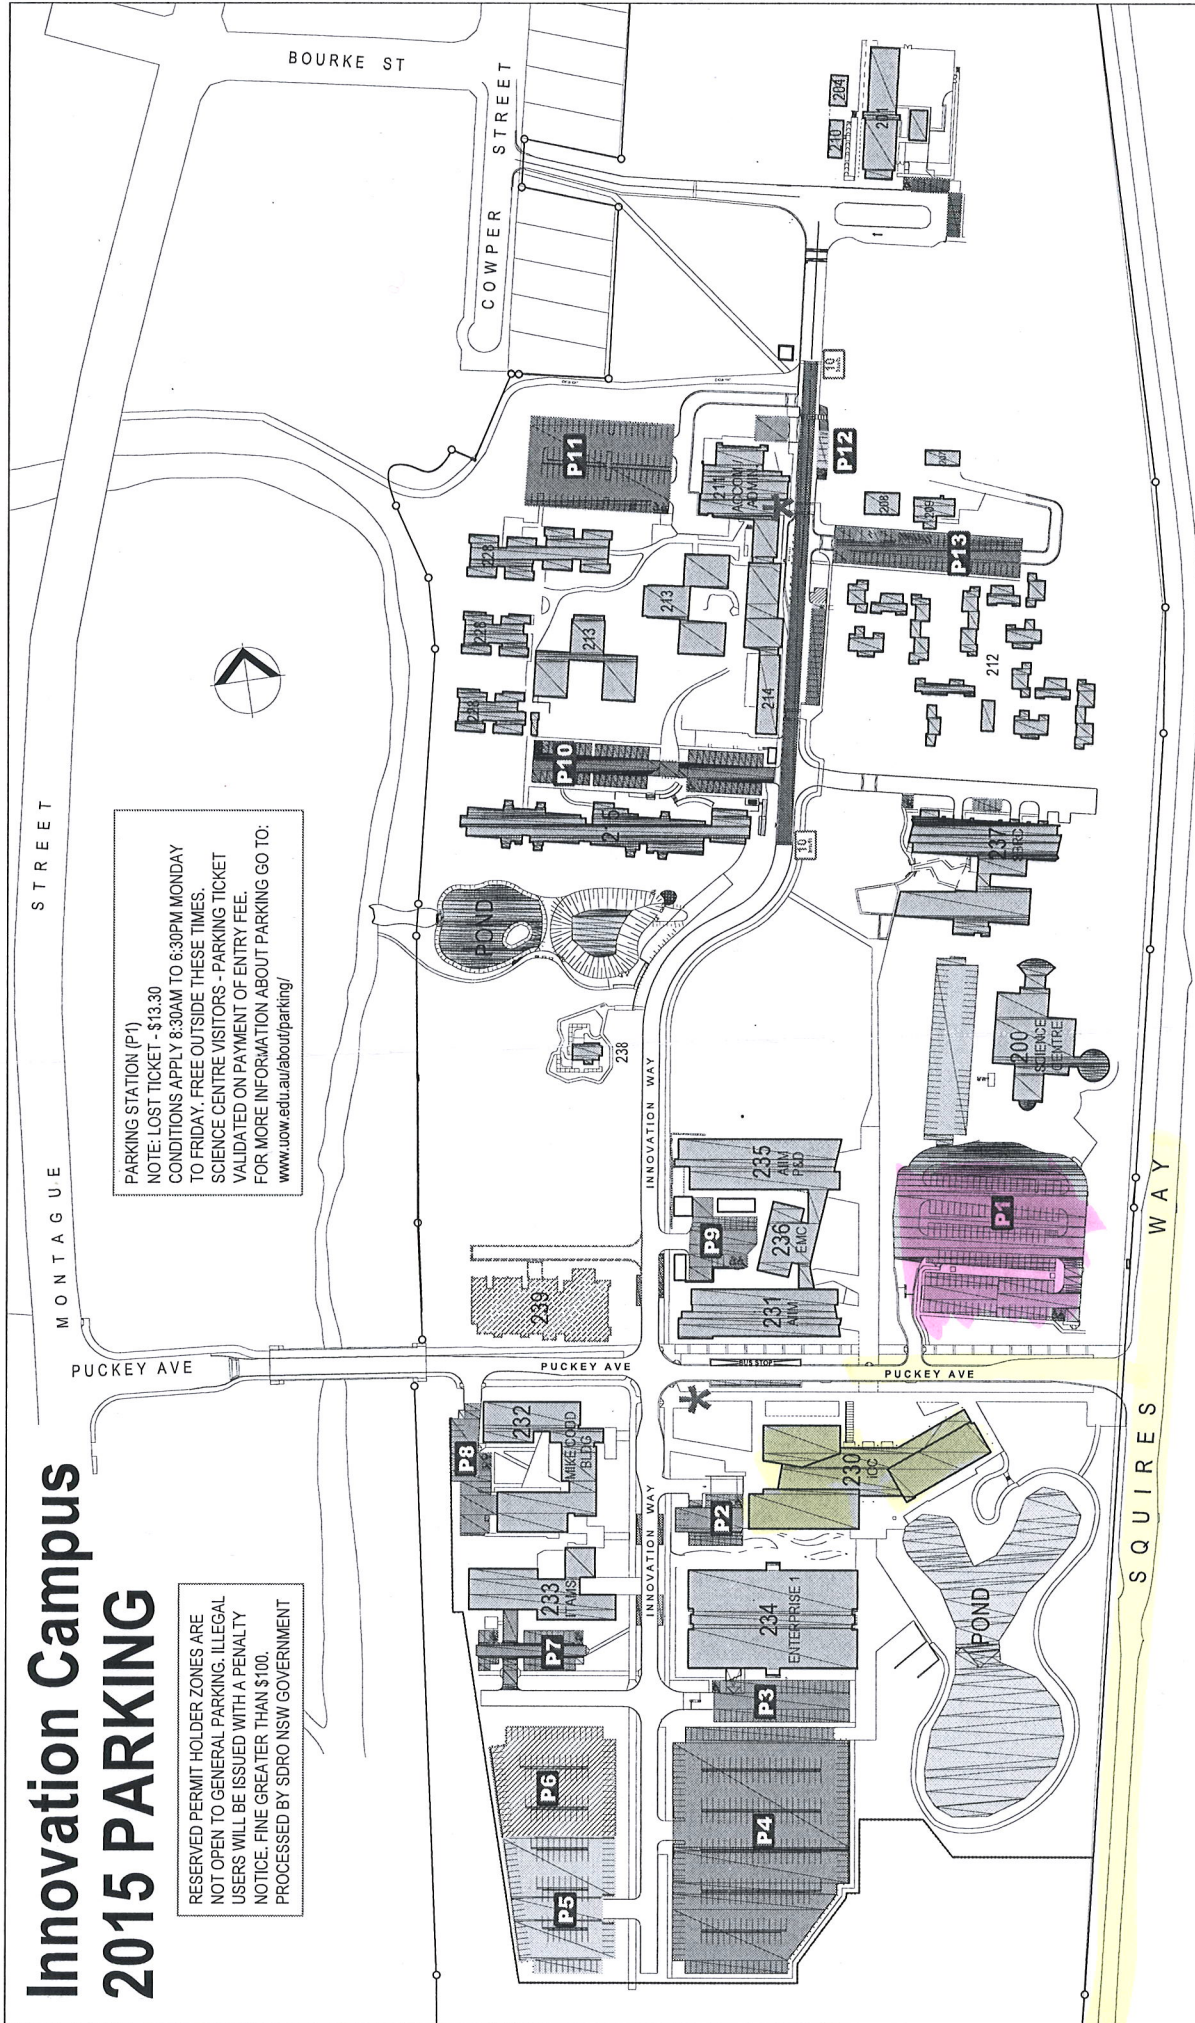 Innovation Campus
2015 PARKING
RESERVED PERMIT HOLDER ZONES ARE
NOT OPEN TO GENERAL PARKING. ILLEGAL
USERS WILL BE ISSUED WITH A PENALTY
NOTICE. FINE GREATER THAN $100.
PROCESSED BY SDRO NSW GOVERNMENT
PARKING STATION (P1)
NOTE: LOST TICKET - $13.30
CONDITIONS APPLY 8:30AM TO 6:30PM MONDAY
TO FRIDAY. FREE OUTSIDE THESE TIMES.
SCIENCE CENTRE VISITORS - PARKING TICKET
VALIDATED ON PAYMENT OF ENTRY FEE.
FOR MORE INFORMATION ABOUT PARKING GO TO:
www.uow.edu.au/about/parking/
MONTAGUE STREET
BOURKE ST
COWPER STREET
PUCKEY AVE
PUCKEY AVE
PUCKEY AVE
INNOVATION WAY
INNOVATION WAY
SQUIRES WAY
BUS STOP
P8
232
MIKE CODD
BLDG
233
ITAMS
P7
P6
P5
P4
P3
234
ENTERPRISE 1
P2
230
ICC
POND
239
231
AIIM
P9
236
EMC
235
AIIM
P&D
P1
238
POND
200
SCIENCE
CENTRE
237
SBRC
215
P10
228
228
228
213
213
214
211
ACCOM
ADMIN
P11
P12
P13
212
208
209
207
10
10
210
204
201